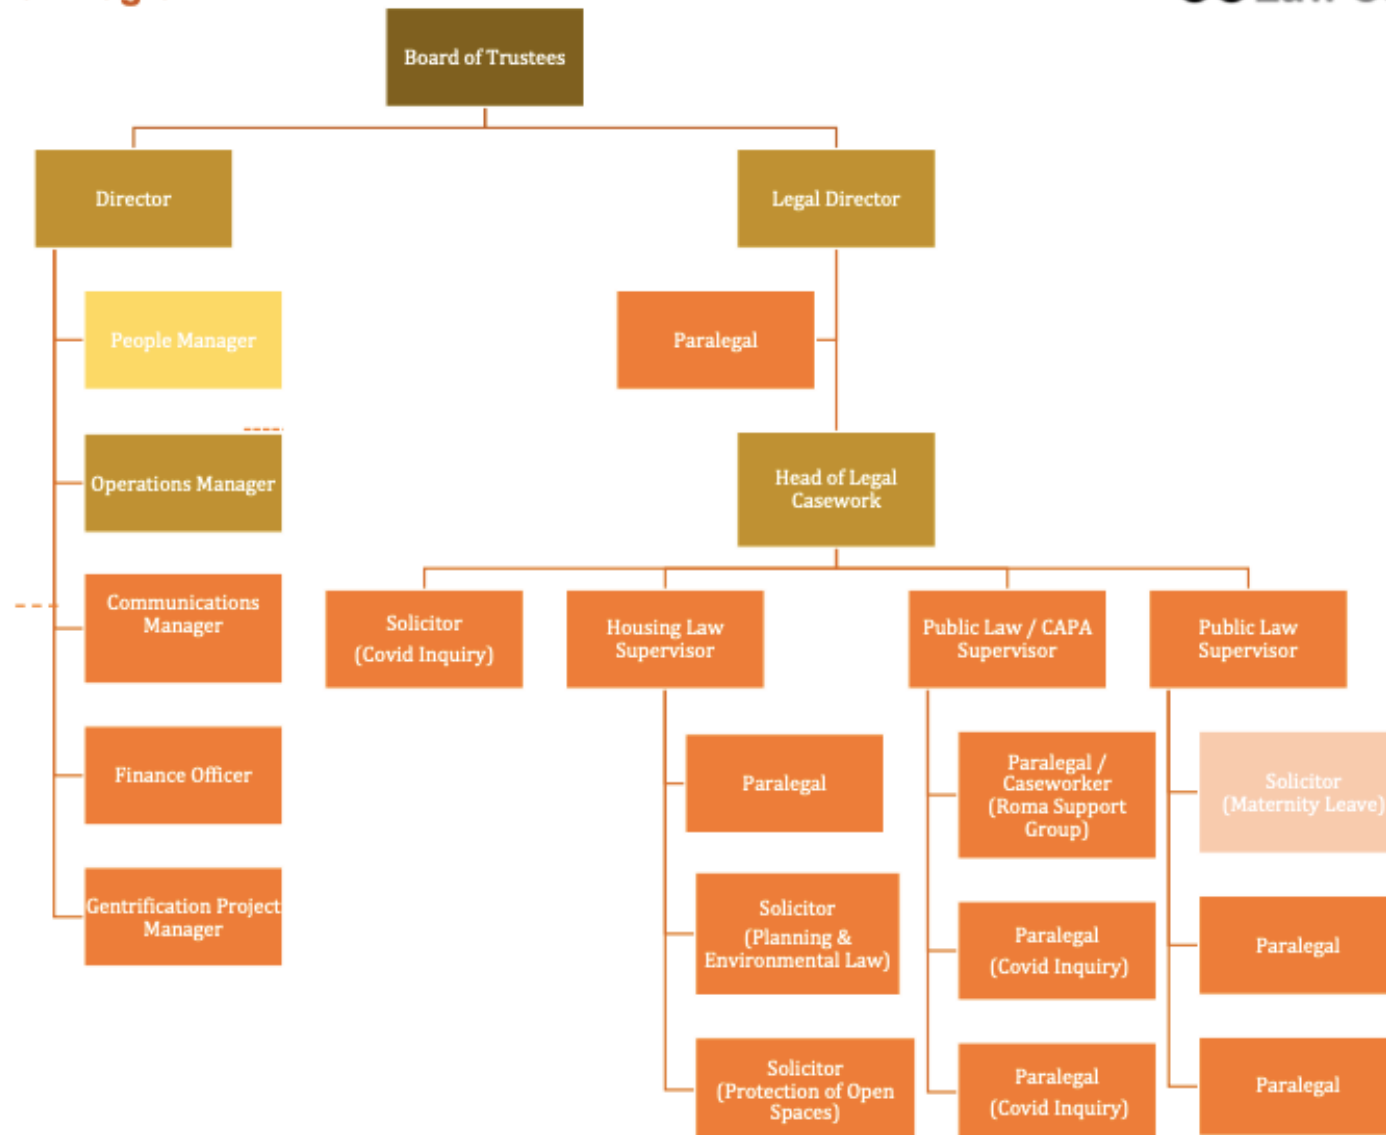 Board of Trustees
Director
Legal Director
People Manager
Paralegal
Operations Manager
Head of Legal
Casework
Communications
Manager
Solicitor
(Covid Inquiry)
Housing Law
Supervisor
Public Law / CAPA
Supervisor
Public Law
Supervisor
Finance Officer
Gentrification Project
Manager
Paralegal
Solicitor
(Planning &
Environmental Law)
Solicitor
(Protection of Open
Spaces)
Paralegal /
Caseworker
(Roma Support
Group)
Paralegal
(Covid Inquiry)
Paralegal
(Covid Inquiry)
Solicitor
(Maternity Leave)
Paralegal
Paralegal